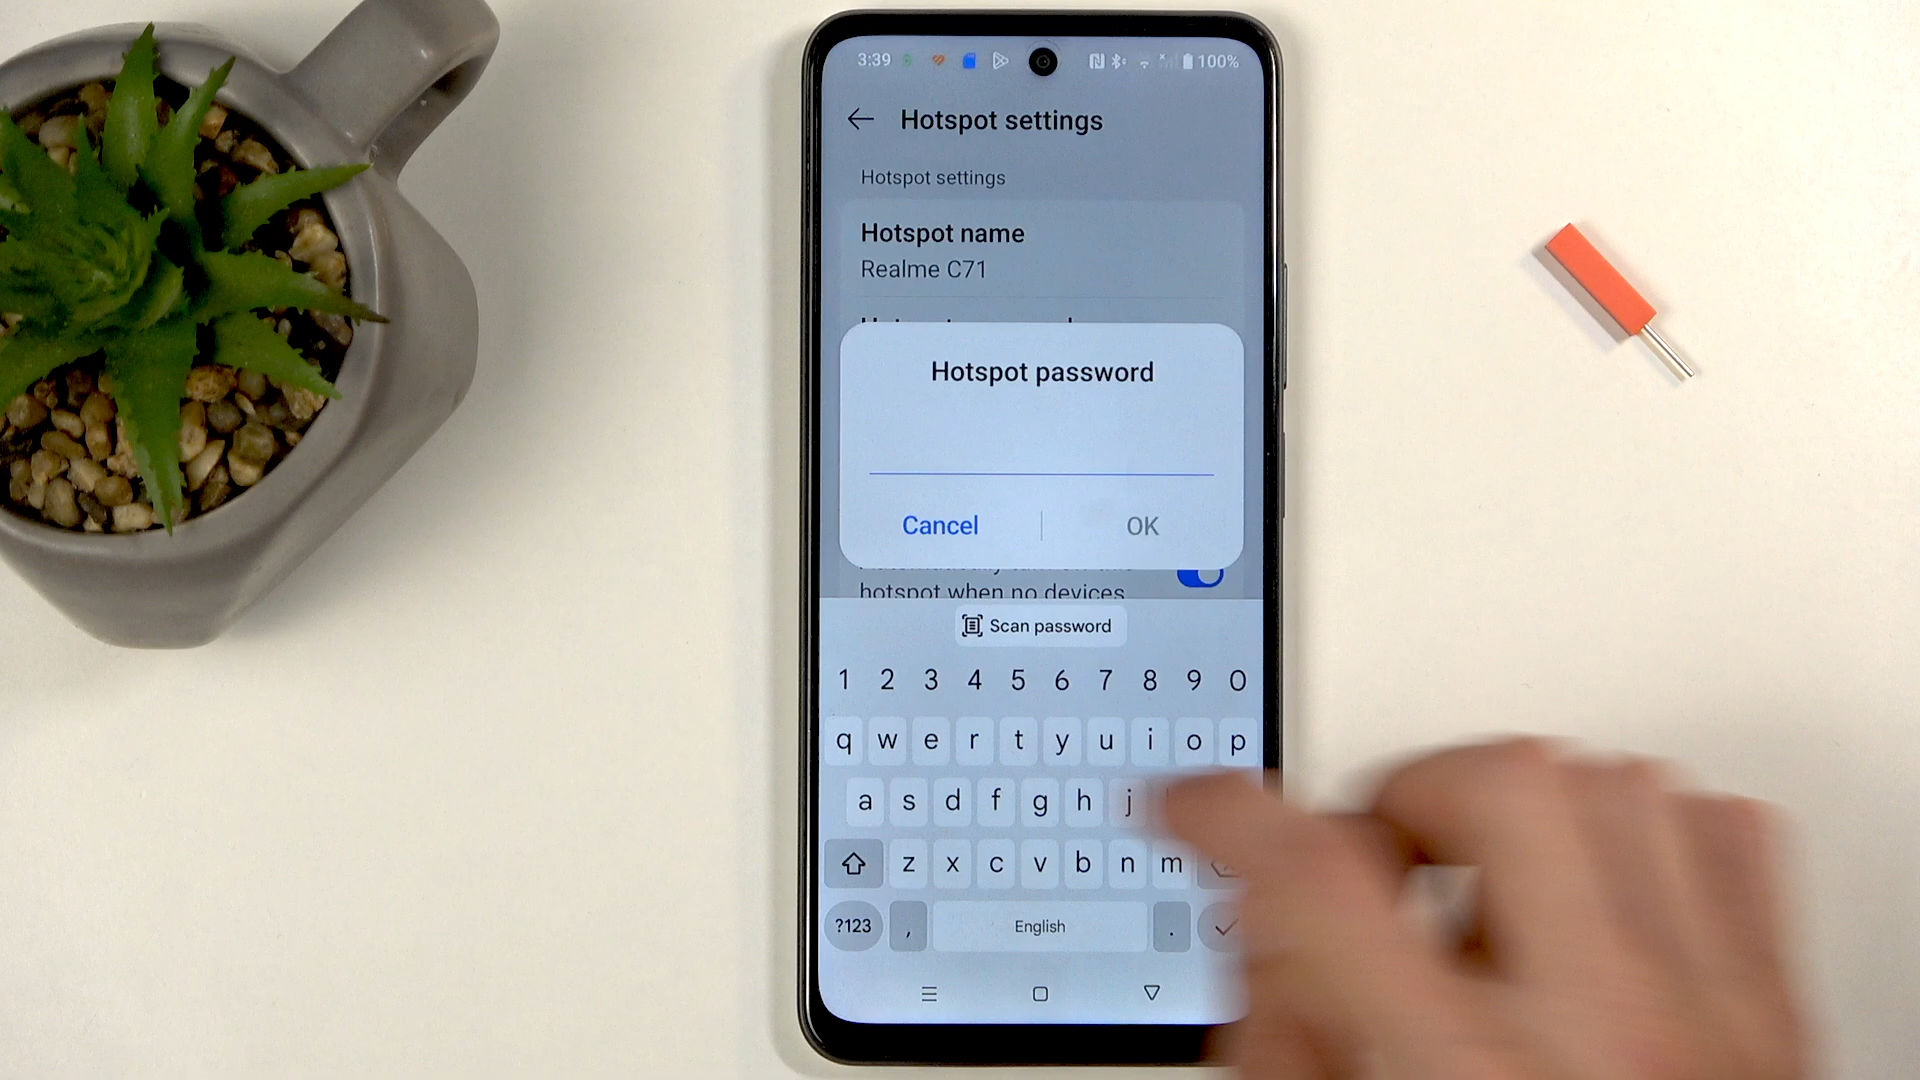 3:39 100%
Hotspot settings
Hotspot settings
Hotspot name
Realme C71
Hotspot password
Cancel OK
hotspot when no devices
Scan password
1 2 3 4 5 6 7 8 9 0
q w e r t y u i o p
a s d f g h j
z x c v b n m
?123 , English .